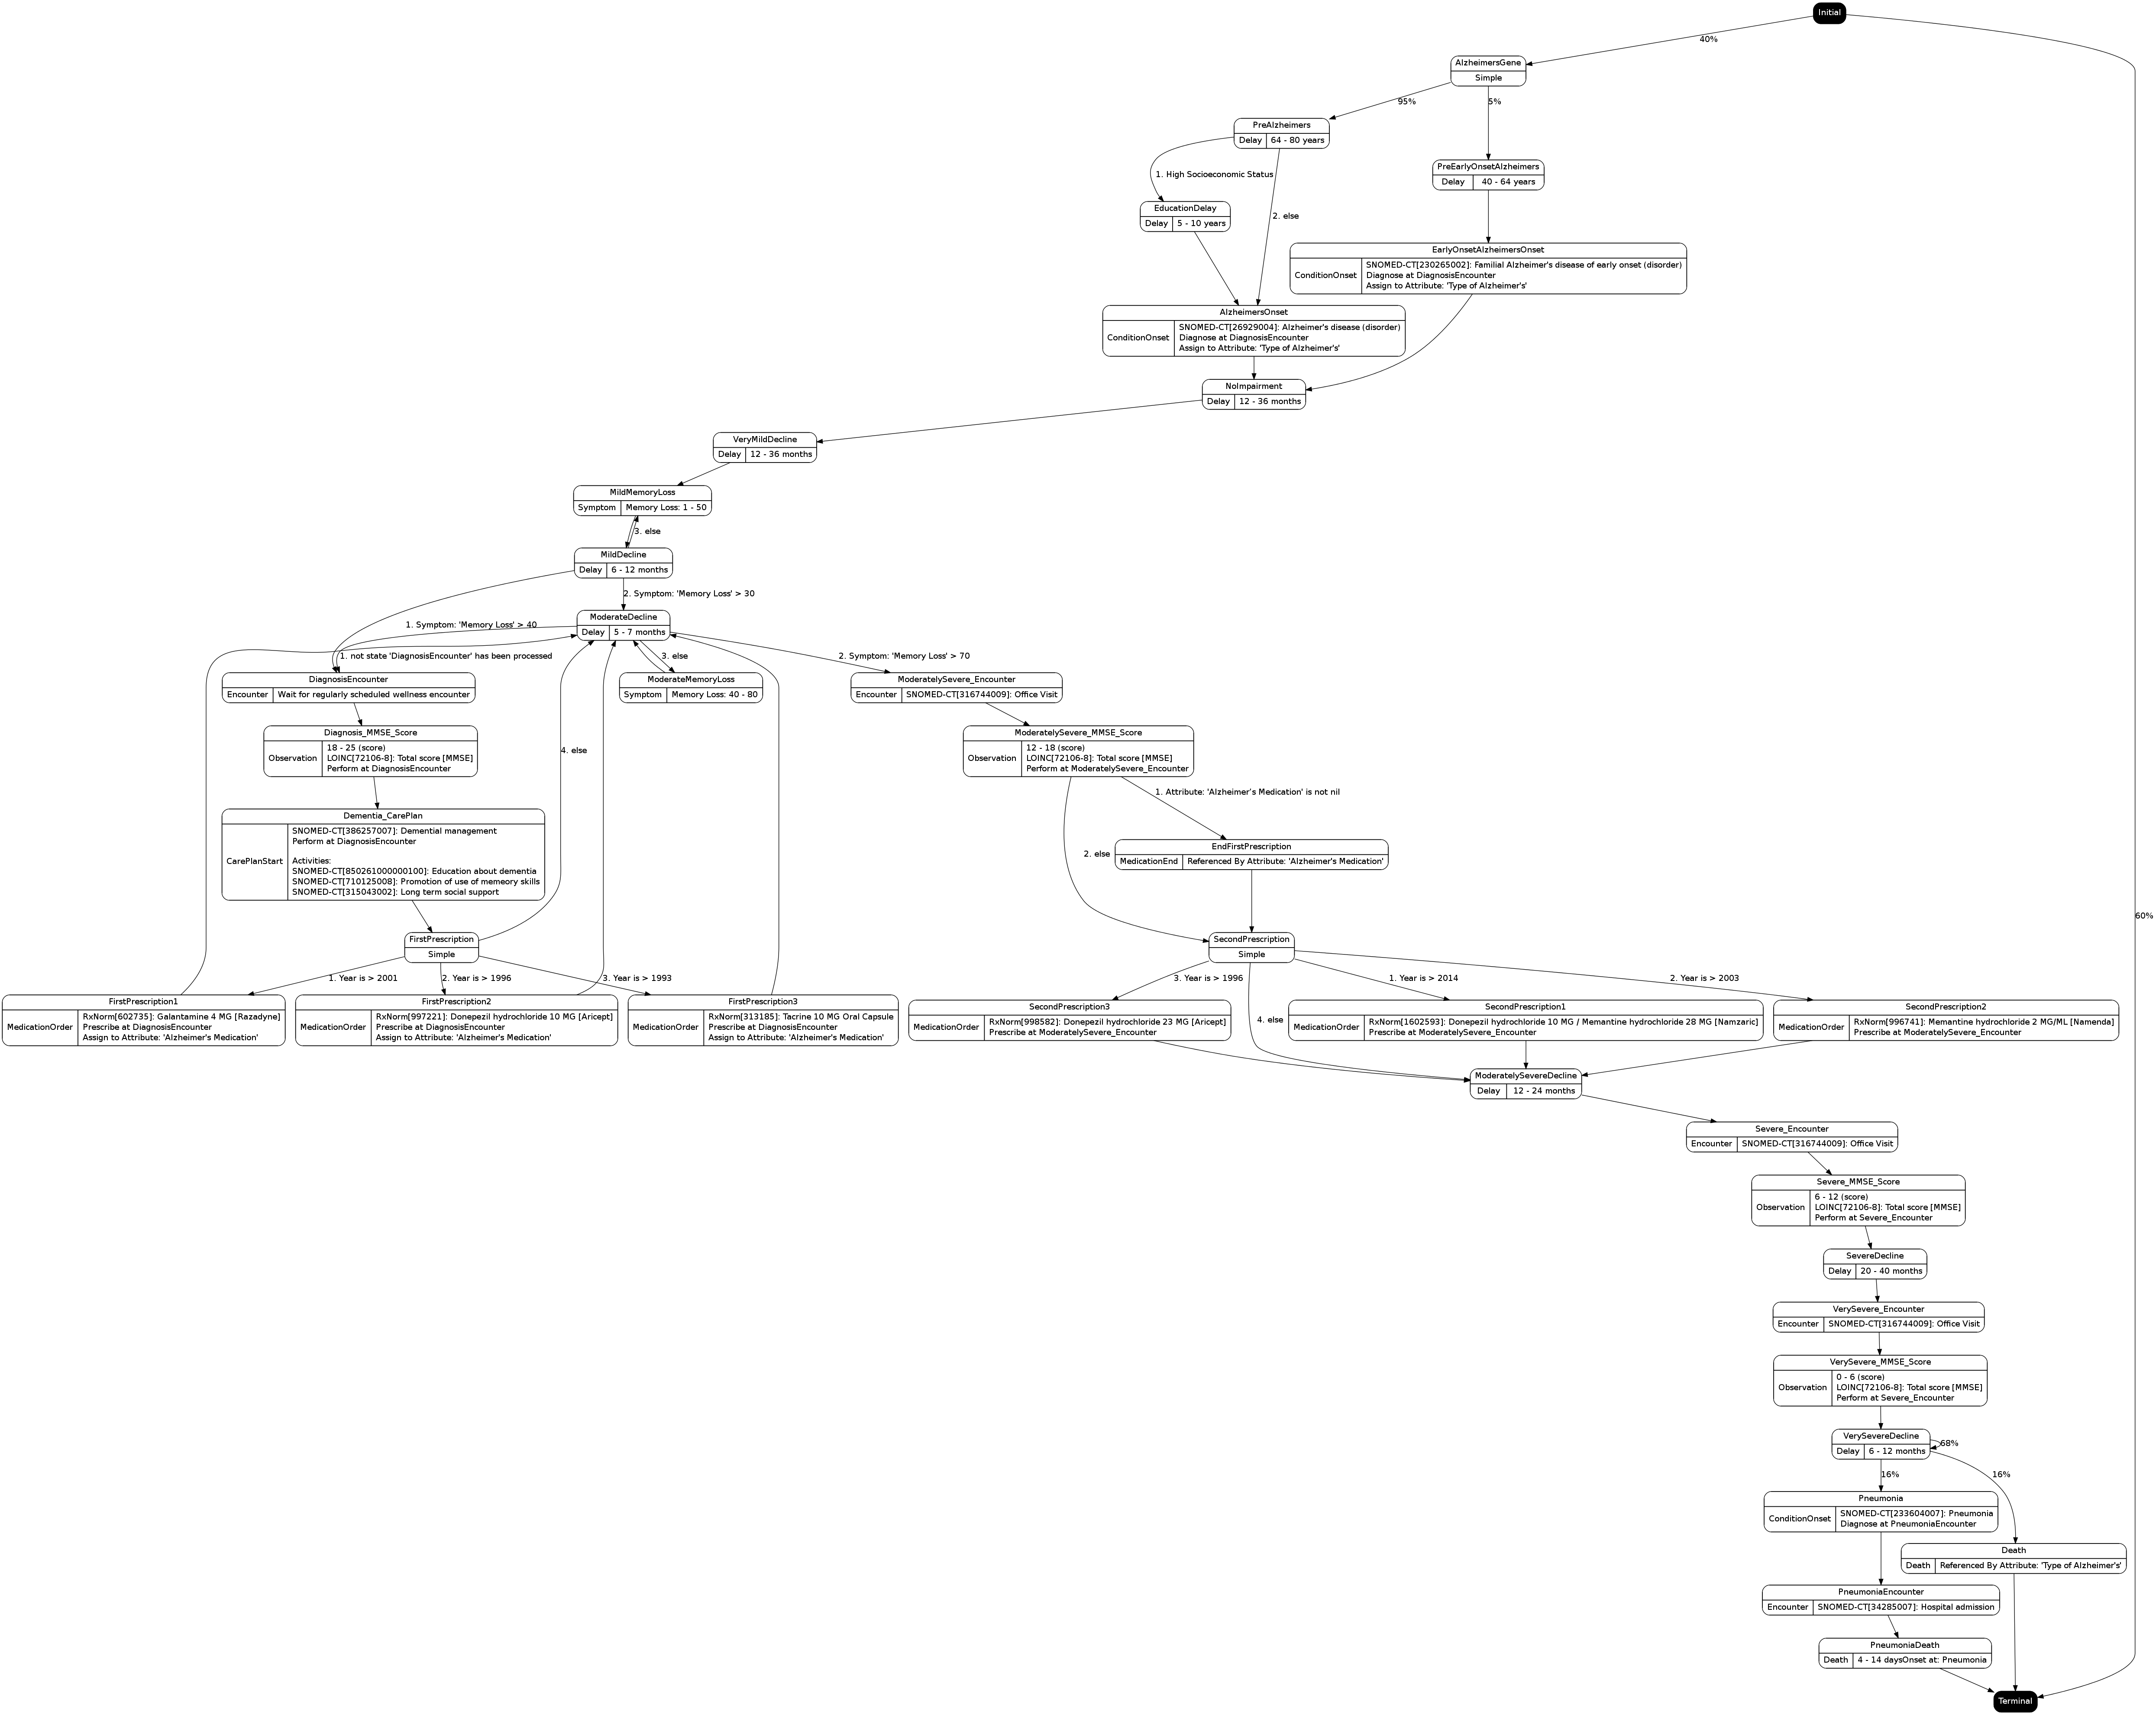 Initial
40%
AlzheimersGene
Simple
95%
5%
PreAlzheimers
Delay 64 - 80 years
PreEarlyOnsetAlzheimers
Delay 40 - 64 years
1. High Socioeconomic Status
EducationDelay
Delay 5 - 10 years
2. else
EarlyOnsetAlzheimersOnset
ConditionOnset
SNOMED-CT[230265002]: Familial Alzheimer's disease of early onset (disorder)
Diagnose at DiagnosisEncounter
Assign to Attribute: 'Type of Alzheimer's'
AlzheimersOnset
ConditionOnset
SNOMED-CT[26929004]: Alzheimer's disease (disorder)
Diagnose at DiagnosisEncounter
Assign to Attribute: 'Type of Alzheimer's'
NoImpairment
Delay 12 - 36 months
VeryMildDecline
Delay 12 - 36 months
MildMemoryLoss
Symptom Memory Loss: 1 - 50
3. else
MildDecline
Delay 6 - 12 months
2. Symptom: 'Memory Loss' > 30
1. Symptom: 'Memory Loss' > 40
ModerateDecline
Delay 5 - 7 months
1. not state 'DiagnosisEncounter' has been processed
3. else
2. Symptom: 'Memory Loss' > 70
DiagnosisEncounter
Encounter Wait for regularly scheduled wellness encounter
ModerateMemoryLoss
Symptom Memory Loss: 40 - 80
ModeratelySevere_Encounter
Encounter SNOMED-CT[316744009]: Office Visit
Diagnosis_MMSE_Score
Observation
18 - 25 (score)
LOINC[72106-8]: Total score [MMSE]
Perform at DiagnosisEncounter
4. else
ModeratelySevere_MMSE_Score
Observation
12 - 18 (score)
LOINC[72106-8]: Total score [MMSE]
Perform at ModeratelySevere_Encounter
1. Attribute: 'Alzheimer's Medication' is not nil
Dementia_CarePlan
CarePlanStart
SNOMED-CT[386257007]: Demential management
Perform at DiagnosisEncounter
Activities:
SNOMED-CT[850261000000100]: Education about dementia
SNOMED-CT[710125008]: Promotion of use of memeory skills
SNOMED-CT[315043002]: Long term social support
2. else
EndFirstPrescription
MedicationEnd Referenced By Attribute: 'Alzheimer's Medication'
60%
FirstPrescription
Simple
SecondPrescription
Simple
1. Year is > 2001
2. Year is > 1996
3. Year is > 1993
3. Year is > 1996
1. Year is > 2014
2. Year is > 2003
FirstPrescription1
MedicationOrder
RxNorm[602735]: Galantamine 4 MG [Razadyne]
Prescribe at DiagnosisEncounter
Assign to Attribute: 'Alzheimer's Medication'
FirstPrescription2
MedicationOrder
RxNorm[997221]: Donepezil hydrochloride 10 MG [Aricept]
Prescribe at DiagnosisEncounter
Assign to Attribute: 'Alzheimer's Medication'
FirstPrescription3
MedicationOrder
RxNorm[313185]: Tacrine 10 MG Oral Capsule
Prescribe at DiagnosisEncounter
Assign to Attribute: 'Alzheimer's Medication'
SecondPrescription3
MedicationOrder
RxNorm[998582]: Donepezil hydrochloride 23 MG [Aricept]
Prescribe at ModeratelySevere_Encounter
4. else
SecondPrescription1
MedicationOrder
RxNorm[1602593]: Donepezil hydrochloride 10 MG / Memantine hydrochloride 28 MG [Namzaric]
Prescribe at ModeratelySevere_Encounter
SecondPrescription2
MedicationOrder
RxNorm[996741]: Memantine hydrochloride 2 MG/ML [Namenda]
Prescribe at ModeratelySevere_Encounter
ModeratelySevereDecline
Delay 12 - 24 months
Severe_Encounter
Encounter SNOMED-CT[316744009]: Office Visit
Severe_MMSE_Score
Observation
6 - 12 (score)
LOINC[72106-8]: Total score [MMSE]
Perform at Severe_Encounter
SevereDecline
Delay 20 - 40 months
VerySevere_Encounter
Encounter SNOMED-CT[316744009]: Office Visit
VerySevere_MMSE_Score
Observation
0 - 6 (score)
LOINC[72106-8]: Total score [MMSE]
Perform at Severe_Encounter
VerySevereDecline
Delay 6 - 12 months
68%
16%
16%
Pneumonia
ConditionOnset
SNOMED-CT[233604007]: Pneumonia
Diagnose at PneumoniaEncounter
Death
Death Referenced By Attribute: 'Type of Alzheimer's'
PneumoniaEncounter
Encounter SNOMED-CT[34285007]: Hospital admission
PneumoniaDeath
Death 4 - 14 daysOnset at: Pneumonia
Terminal